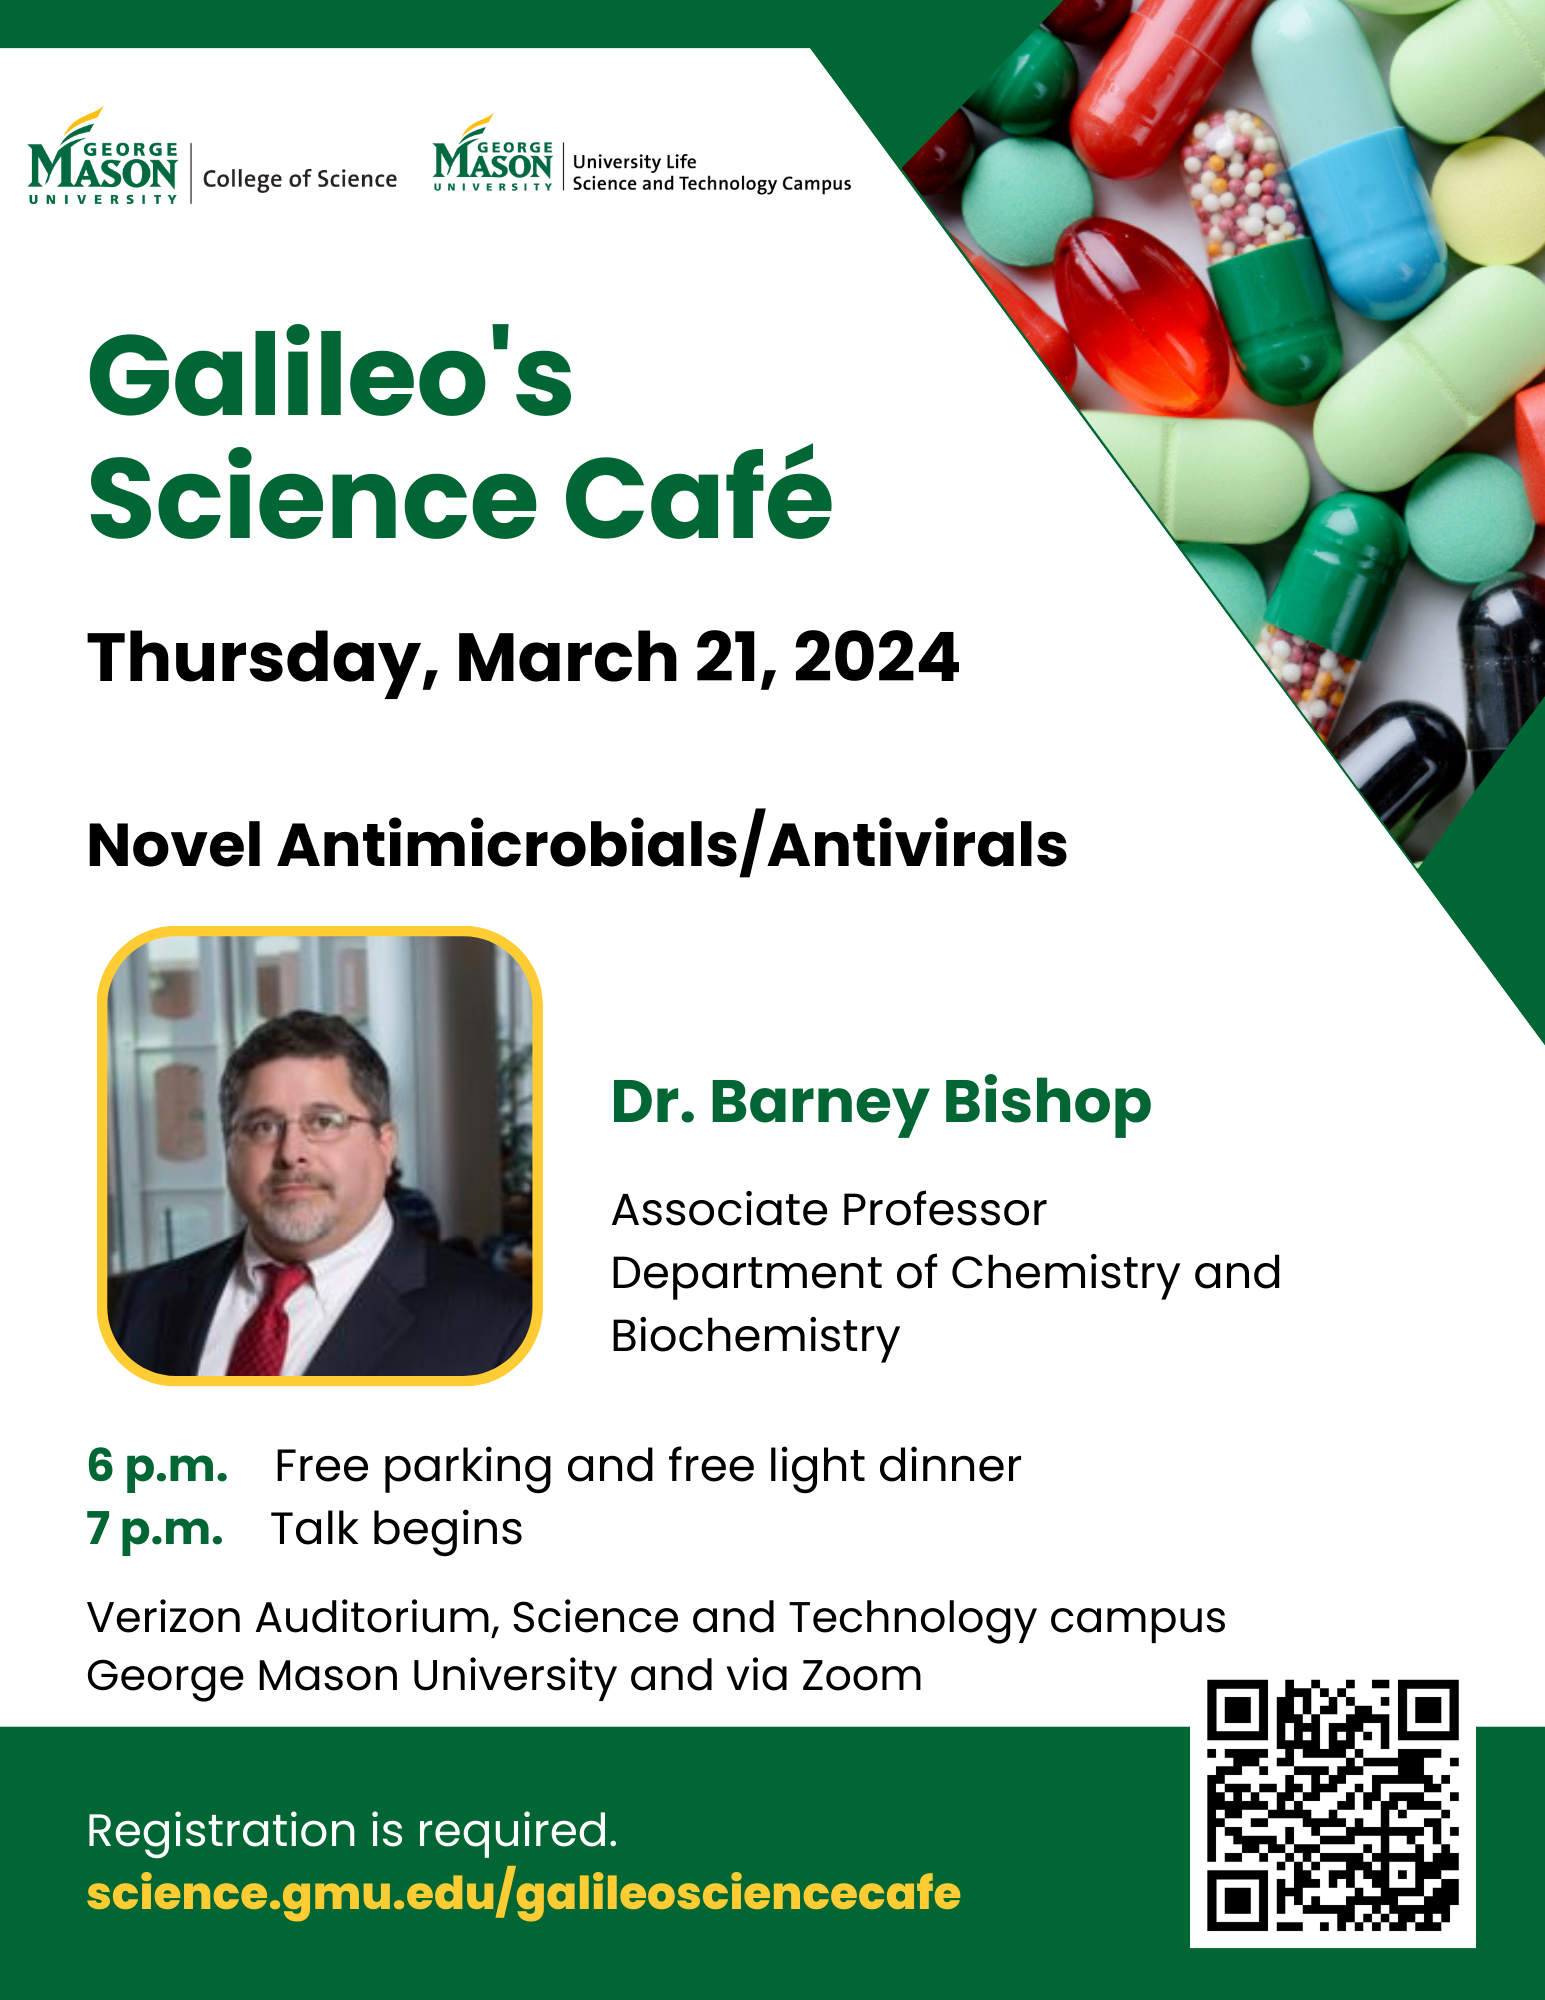 GEORGE
MASON
UNIVERSITY
College of Science
GEORGE
MASON
UNIVERSITY
University Life
Science and Technology Campus
Galileo's
Science Café
Thursday, March 21, 2024
Novel Antimicrobials/Antivirals
Dr. Barney Bishop
Associate Professor
Department of Chemistry and
Biochemistry
6 p.m. Free parking and free light dinner
7 p.m. Talk begins
Verizon Auditorium, Science and Technology campus
George Mason University and via Zoom
Registration is required.
science.gmu.edu/galileosciencecafe